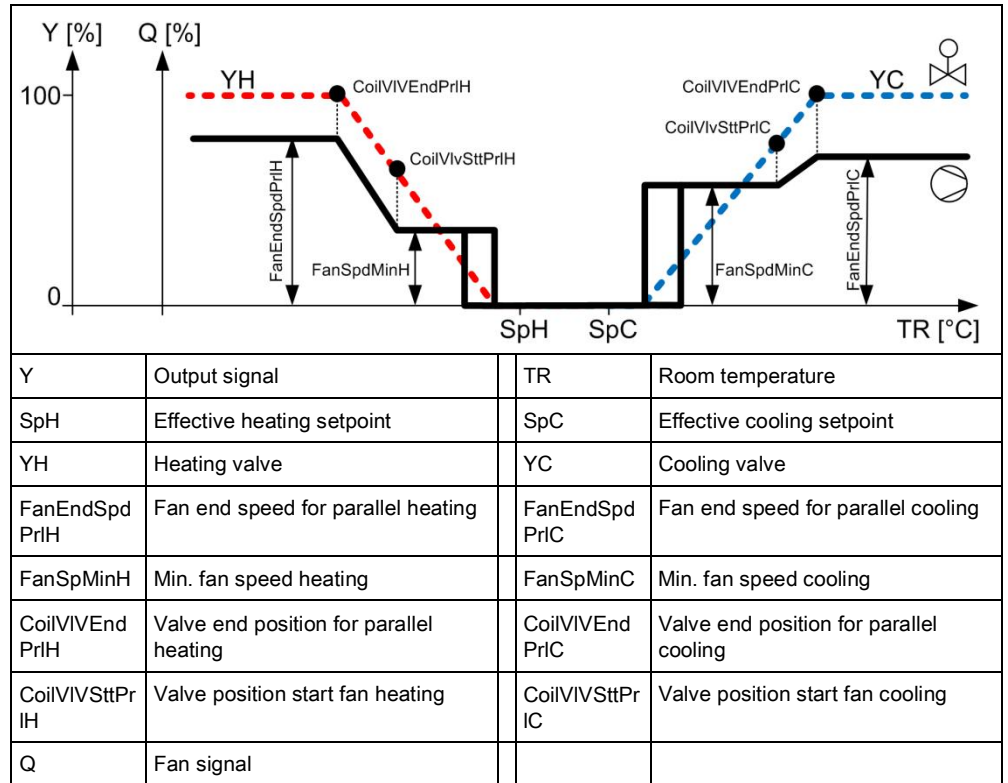 Y [%] Q [%]
YH
CoilVlVEndPrlH
CoilVlVEndPrlC
YC
100
CoilVlvSttPrlC
CoilVlvSttPrlH
FanEndSpdPrlH
FanSpdMinH
FanSpdMinC
FanEndSpdPrlC
0
SpH SpC TR [°C]
Y Output signal TR Room temperature
SpH Effective heating setpoint SpC Effective cooling setpoint
YH Heating valve YC Cooling valve
FanEndSpd Fan end speed for parallel heating FanEndSpd Fan end speed for parallel cooling
PrlH PrlC
FanSpMinH Min. fan speed heating FanSpMinC Min. fan speed cooling
CoilVlVEnd Valve end position for parallel CoilVlVEnd Valve end position for parallel
PrlH heating PrlC cooling
CoilVlVSttPr Valve position start fan heating CoilVlVSttPr Valve position start fan cooling
lH lC
Q Fan signal